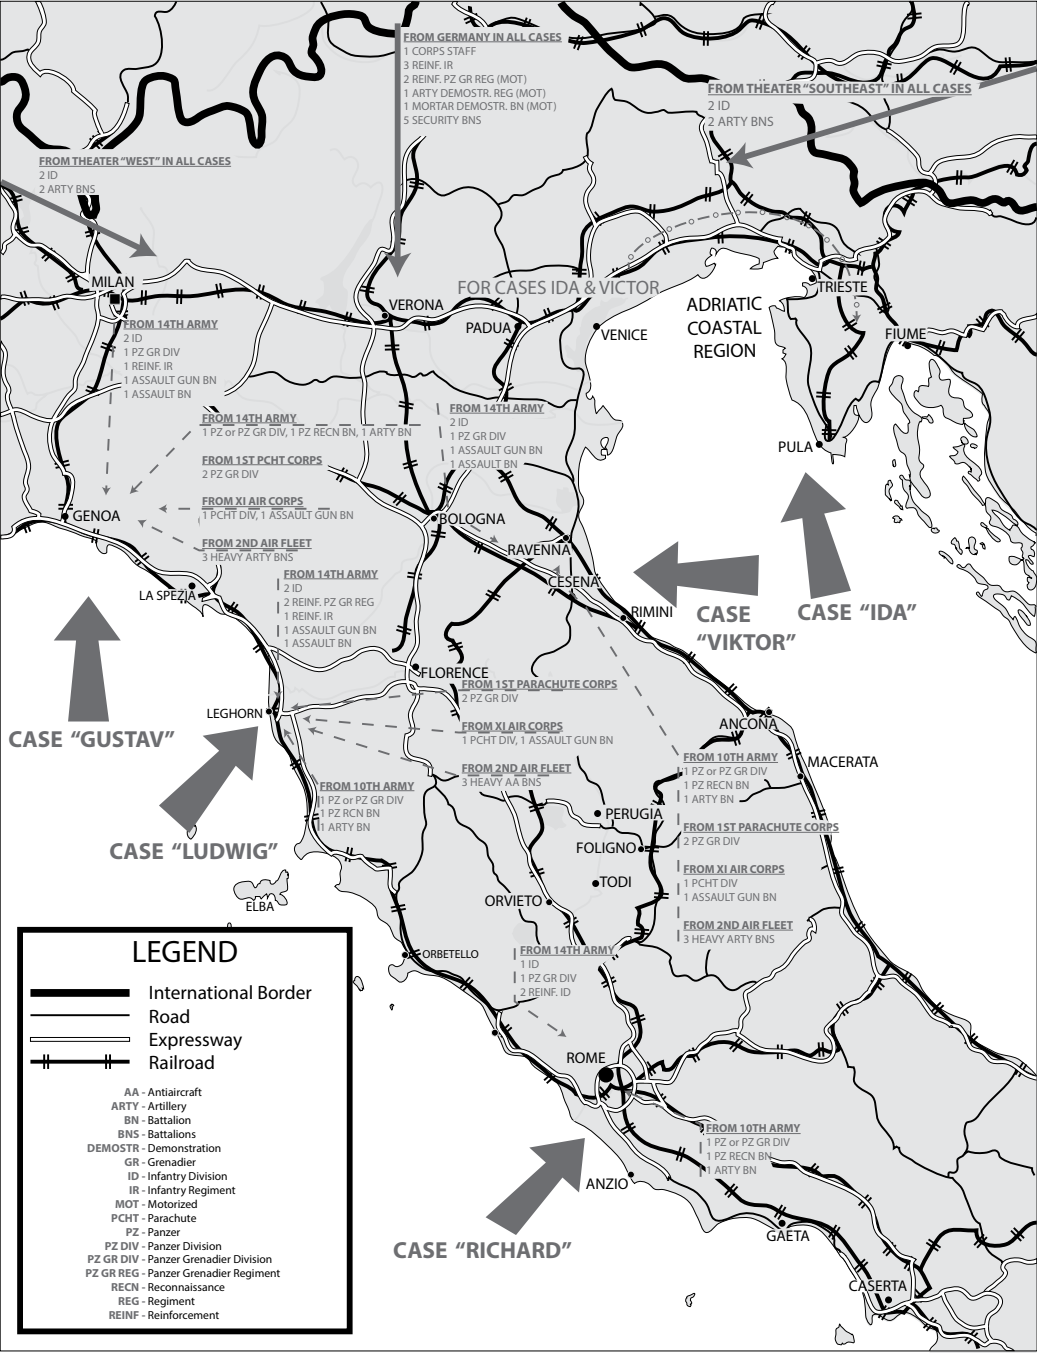 FROM GERMANY IN ALL CASES
1 CORPS STAFF
3 REINF. IR
2 REINF. PZ GR REG (MOT)
1 ARTY DEMOSTR. REG (MOT)
1 MORTAR DEMOSTR. BN (MOT)
5 SECURITY BNS
FROM THEATER “SOUTHEAST” IN ALL CASES
2 ID
2 ARTY BNS
FROM THEATER “WEST” IN ALL CASES
2 ID
2 ARTY BNS
MILAN
VERONA
FOR CASES IDA & VICTOR
PADUA
VENICE
ADRIATIC
COASTAL
REGION
TRIESTE
FIUME
PULA
FROM 14TH ARMY
2 ID
1 PZ GR DIV
1 REINF. IR
1 ASSAULT GUN BN
1 ASSAULT BN
FROM 14TH ARMY
1 PZ or PZ GR DIV, 1 PZ RECN BN, 1 ARTY BN
FROM 1ST PCHT CORPS
2 PZ GR DIV
FROM XI AIR CORPS
1 PCHT DIV, 1 ASSAULT GUN BN
FROM 2ND AIR FLEET
3 HEAVY ARTY BNS
FROM 14TH ARMY
2 ID
1 PZ GR DIV
1 ASSAULT GUN BN
1 ASSAULT BN
GENOA
BOLOGNA
RAVENNA
CESENA
RIMINI
LA SPEZIA
FROM 14TH ARMY
2 ID
2 REINF. PZ GR REG
1 REINF. IR
1 ASSAULT GUN BN
1 ASSAULT BN
CASE
“VIKTOR”
CASE “IDA”
FLORENCE
LEGHORN
CASE “GUSTAV”
FROM 1ST PARACHUTE CORPS
2 PZ GR DIV
FROM XI AIR CORPS
1 PCHT DIV, 1 ASSAULT GUN BN
FROM 2ND AIR FLEET
3 HEAVY AA BNS
ANCONA
MACERATA
FROM 10TH ARMY
1 PZ or PZ GR DIV
1 PZ RCN BN
1 ARTY BN
FROM 10TH ARMY
1 PZ or PZ GR DIV
1 PZ RECN BN
1 ARTY BN
FROM 1ST PARACHUTE CORPS
2 PZ GR DIV
FROM XI AIR CORPS
1 PCHT DIV
1 ASSAULT GUN BN
FROM 2ND AIR FLEET
3 HEAVY ARTY BNS
CASE “LUDWIG”
PERUGIA
FOLIGNO
TODI
ORVIETO
ELBA
ORBETELLO
FROM 14TH ARMY
1 ID
1 PZ GR DIV
2 REINF. ID
ROME
FROM 10TH ARMY
1 PZ or PZ GR DIV
1 PZ RECN BN
1 ARTY BN
ANZIO
CASE “RICHARD”
GAETA
CASERTA
LEGEND
International Border
Road
Expressway
Railroad
AA - Antiaircraft
ARTY - Artillery
BN - Battalion
BNS - Battalions
DEMOSTR - Demonstration
GR - Grenadier
ID - Infantry Division
IR - Infantry Regiment
MOT - Motorized
PCHT - Parachute
PZ - Panzer
PZ DIV - Panzer Division
PZ GR DIV - Panzer Grenadier Division
PZ GR REG - Panzer Grenadier Regiment
RECN - Reconnaissance
REG - Regiment
REINF - Reinforcement